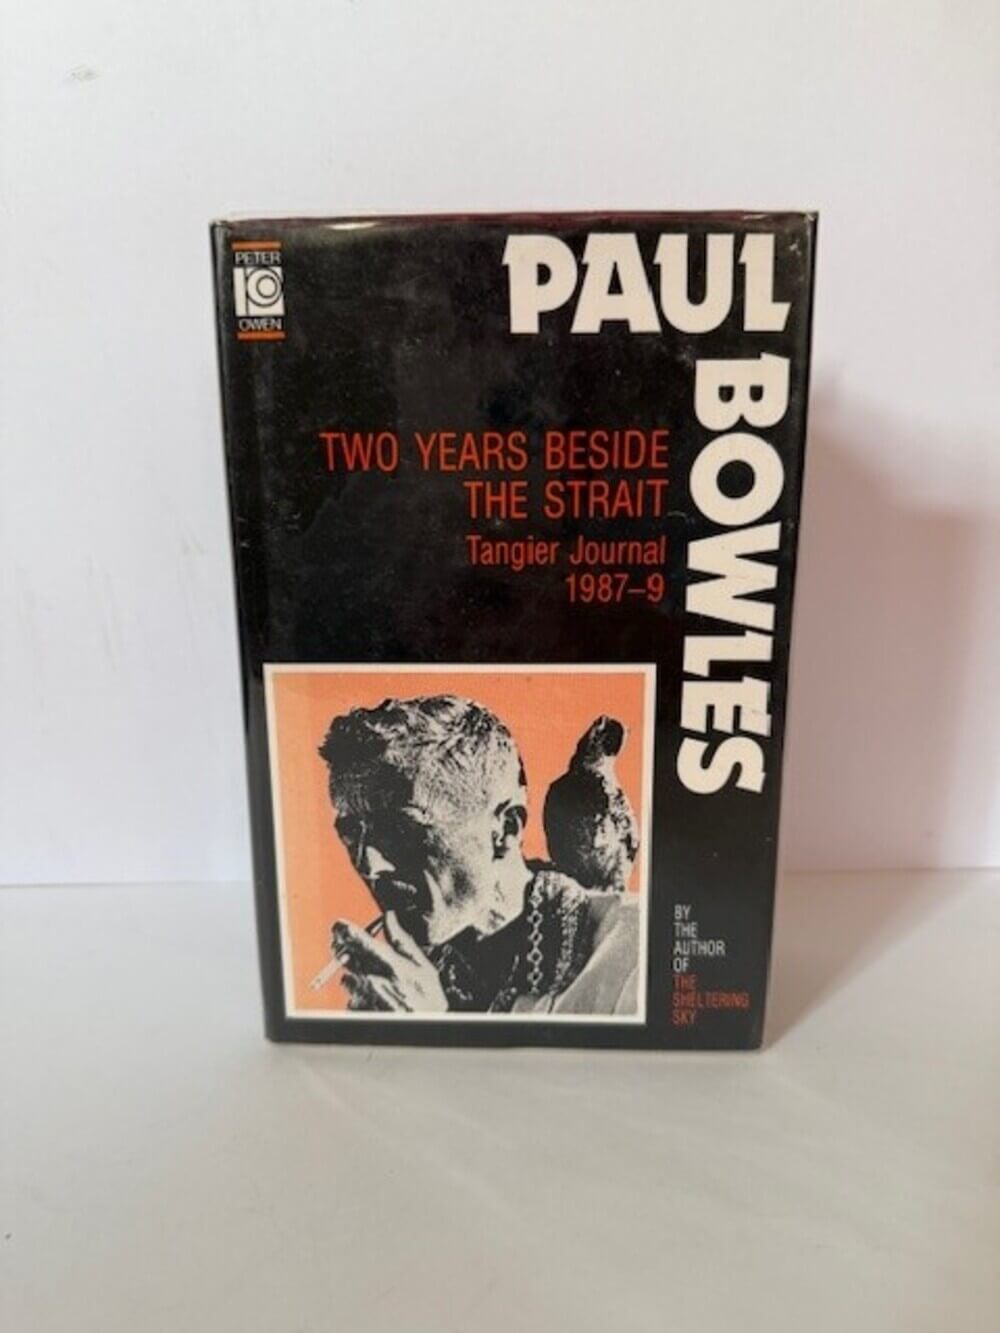 PETER
OWEN
PAUL
BOWLES
TWO YEARS BESIDE
THE STRAIT
Tangier Journal
1987–9
BY
THE
AUTHOR
OF
THE
SHELTERING
SKY